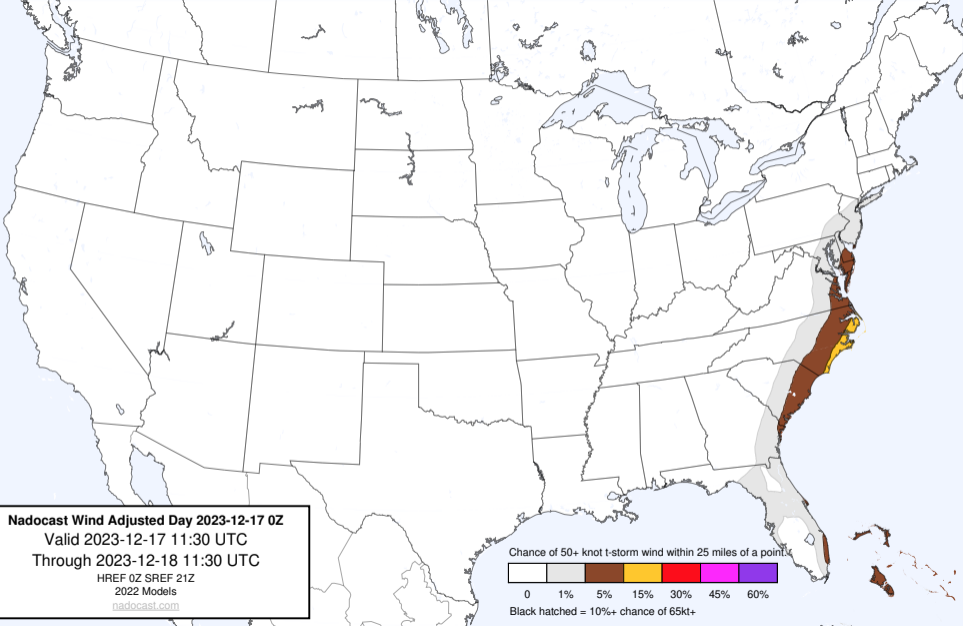 Nadocast Wind Adjusted Day 2023-12-17 0Z
Valid 2023-12-17 11:30 UTC
Through 2023-12-18 11:30 UTC
HREF 0Z SREF 21Z
2022 Models
nadocast.com
Chance of 50+ knot t-storm wind within 25 miles of a point.
0 1% 5% 15% 30% 45% 60%
Black hatched = 10%+ chance of 65kt+